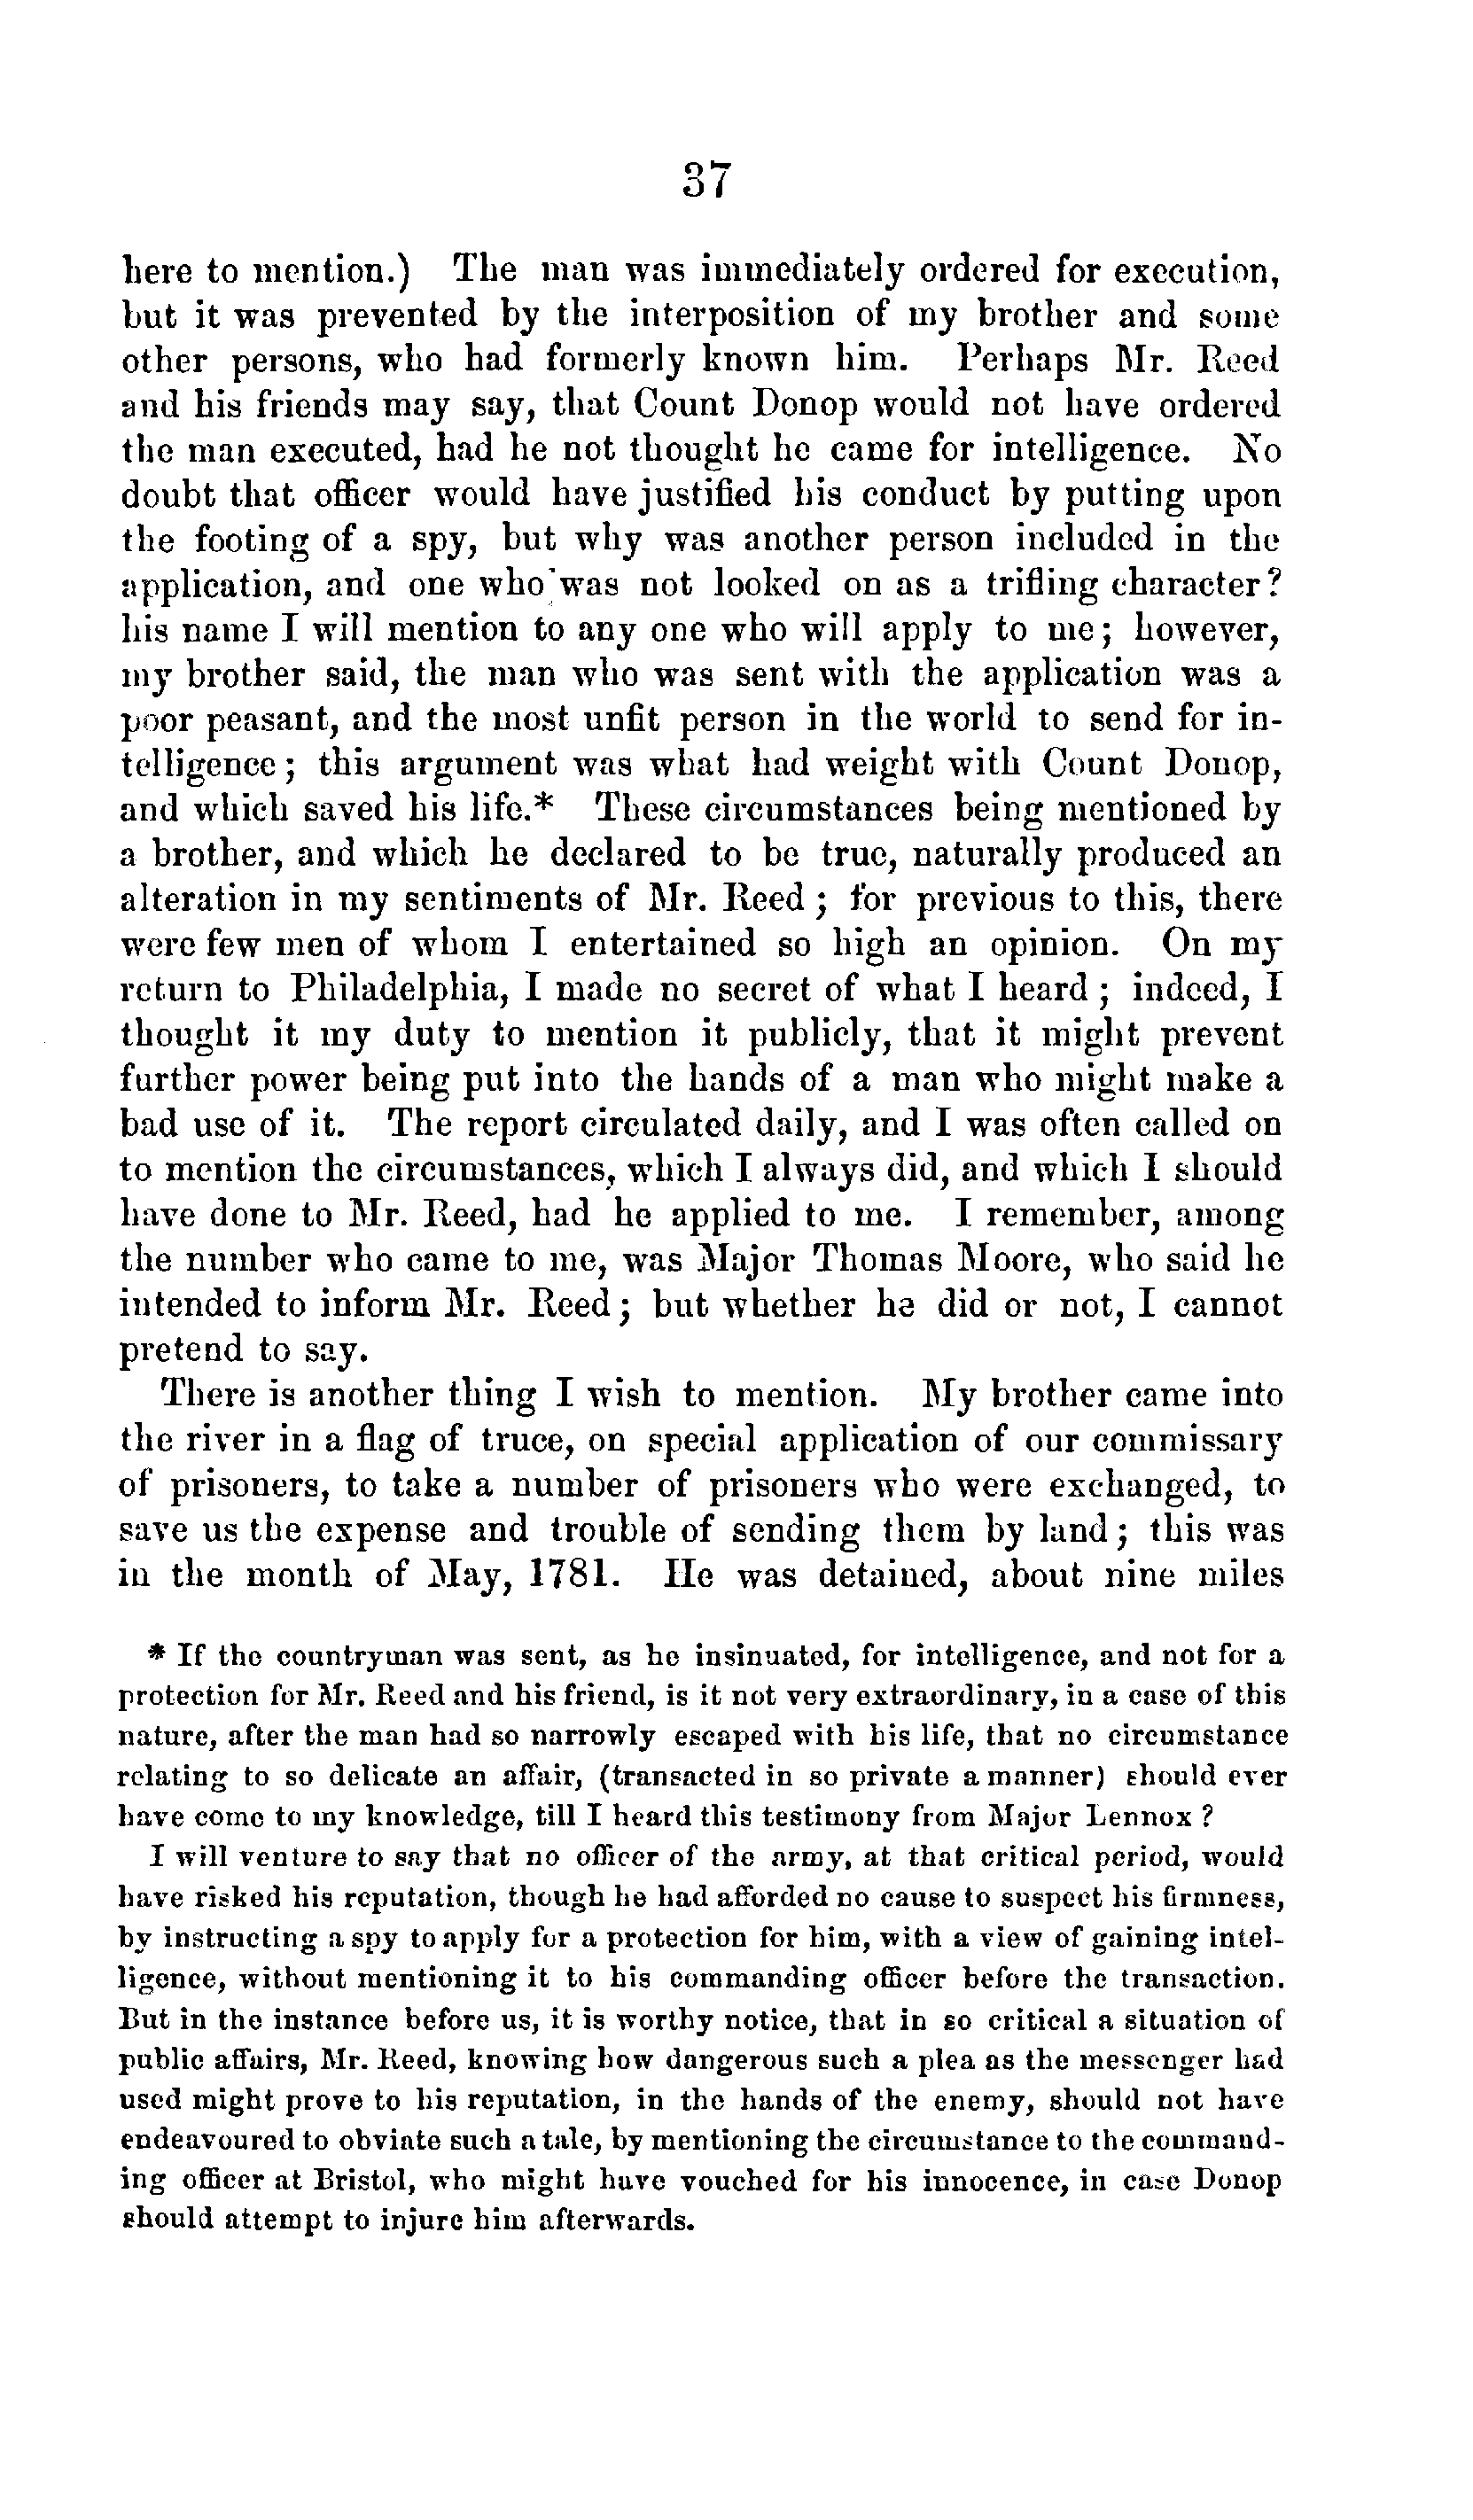 37
here to mention.) The man was immediately ordered for execution,
but it was prevented by the interposition of my brother and some
other persons, who had formerly known him. Perhaps Mr. Reed
and his friends may say, that Count Donop would not have ordered
the man executed, had he not thought he came for intelligence. No
doubt that officer would have justified his conduct by putting upon
the footing of a spy, but why was another person included in the
application, and one who was not looked on as a trifling character?
his name I will mention to any one who will apply to me; however,
my brother said, the man who was sent with the application was a
poor peasant, and the most unfit person in the world to send for in-
telligence; this argument was what had weight with Count Donop,
and which saved his life.* These circumstances being mentioned by
a brother, and which he declared to be true, naturally produced an
alteration in my sentiments of Mr. Reed; for previous to this, there
were few men of whom I entertained so high an opinion. On my
return to Philadelphia, I made no secret of what I heard; indeed, I
thought it my duty to mention it publicly, that it might prevent
further power being put into the hands of a man who might make a
bad use of it. The report circulated daily, and I was often called on
to mention the circumstances, which I always did, and which I should
have done to Mr. Reed, had he applied to me. I remember, among
the number who came to me, was Major Thomas Moore, who said he
intended to inform Mr. Reed; but whether he did or not, I cannot
pretend to say.
There is another thing I wish to mention. My brother came into
the river in a flag of truce, on special application of our commissary
of prisoners, to take a number of prisoners who were exchanged, to
save us the expense and trouble of sending them by land; this was
in the month of May, 1781. He was detained, about nine miles
* If the countryman was sent, as he insinuated, for intelligence, and not for a
protection for Mr. Reed and his friend, is it not very extraordinary, in a case of this
nature, after the man had so narrowly escaped with his life, that no circumstance
relating to so delicate an affair, (transacted in so private a manner) should ever
have come to my knowledge, till I heard this testimony from Major Lennox?
I will venture to say that no officer of the army, at that critical period, would
have risked his reputation, though he had afforded no cause to suspect his firmness,
by instructing a spy to apply for a protection for him, with a view of gaining intel-
ligence, without mentioning it to his commanding officer before the transaction.
But in the instance before us, it is worthy notice, that in so critical a situation of
public affairs, Mr. Reed, knowing how dangerous such a plea as the messenger had
used might prove to his reputation, in the hands of the enemy, should not have
endeavoured to obviate such a tale, by mentioning the circumstance to the command-
ing officer at Bristol, who might have vouched for his innocence, in case Donop
should attempt to injure him afterwards.